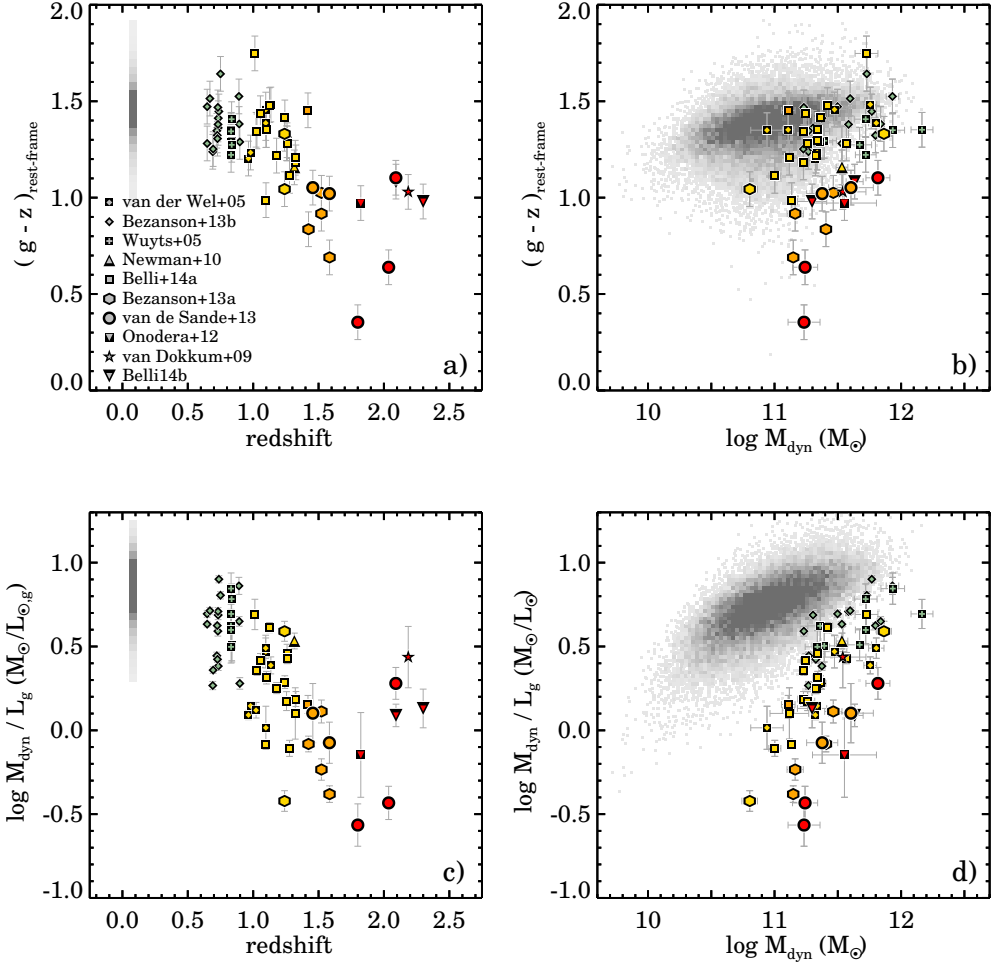 2.0
1.5
1.0
0.5
0.0
( g - z )rest-frame
van der Wel+05
Bezanson+13b
Wuyts+05
Newman+10
Belli+14a
Bezanson+13a
van de Sande+13
Onodera+12
van Dokkum+09
Belli14b
a)
0.0 0.5 1.0 1.5 2.0 2.5
redshift
2.0
1.5
1.0
0.5
0.0
( g - z )rest-frame
b)
10 11 12
log Mdyn (M⊙)
1.0
0.5
0.0
-0.5
-1.0
log Mdyn / Lg (M⊙/L⊙,g)
c)
0.0 0.5 1.0 1.5 2.0 2.5
redshift
1.0
0.5
0.0
-0.5
-1.0
log Mdyn / Lg (M⊙/L⊙)
d)
10 11 12
log Mdyn (M⊙)